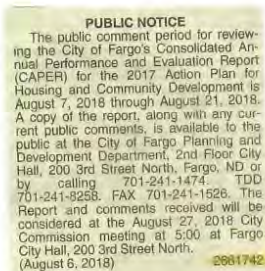 PUBLIC NOTICE
The public comment period for review-
ing the City of Fargo's Consolidated An-
nual Performance and Evaluation Report
(CAPER) for the 2017 Action Plan for
Housing and Community Development is
August 7, 2018 through August 21, 2018.
A copy of the report, along with any cur-
rent public comments, is available to the
public at the City of Fargo Planning and
Development Department, 2nd Floor City
Hall, 200 3rd Street North, Fargo, ND or
by calling 701-241-1474. TDD
701-241-8258. FAX 701-241-1526. The
Report and comments received will be
considered at the August 27, 2018 City
Commission meeting at 5:00 at Fargo
City Hall, 200 3rd Street North.
(August 6, 2018) 2661742